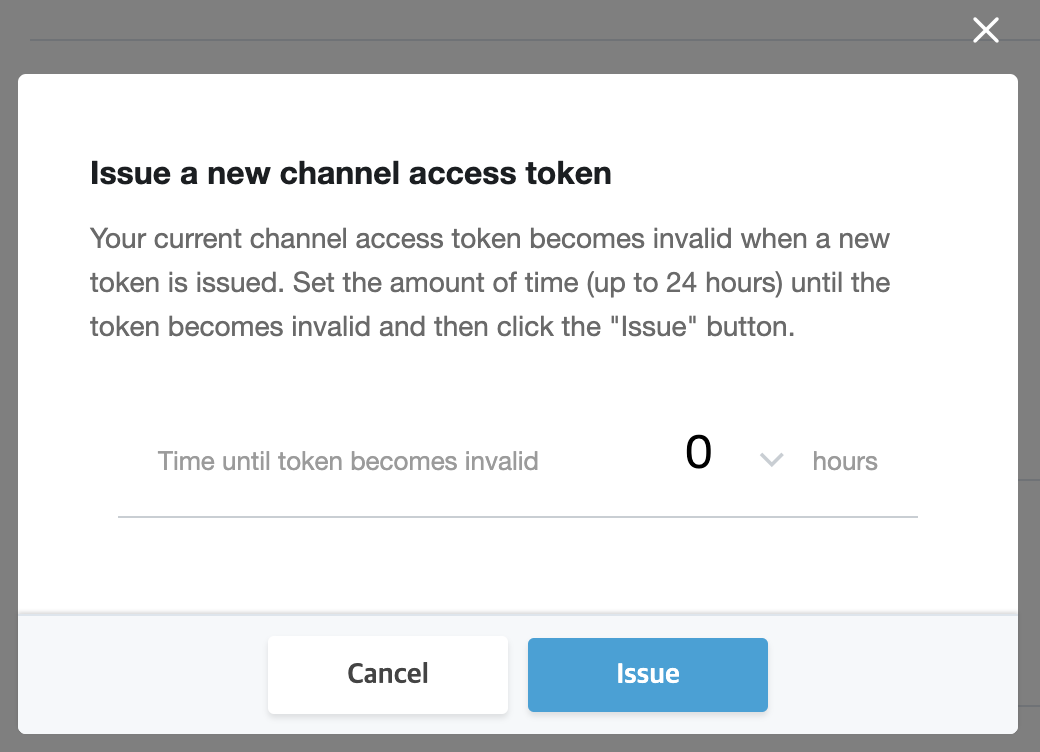 Issue a new channel access token
Your current channel access token becomes invalid when a new
token is issued. Set the amount of time (up to 24 hours) until the
token becomes invalid and then click the "Issue" button.
Time until token becomes invalid 0 hours
Cancel Issue